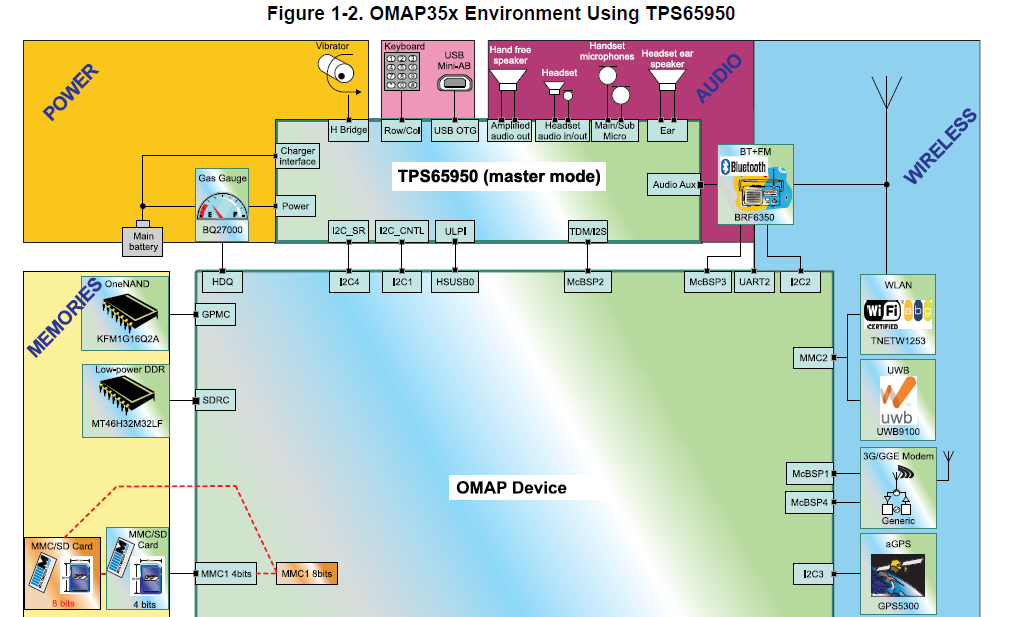 Figure 1-2. OMAP35x Environment Using TPS65950
POWER
Vibrator
Keyboard
USB
Mini-AB
Hand free
speaker
Headset
Handset
microphones
Headset ear
speaker
AUDIO
WIRELESS
H Bridge
Row/Col
USB OTG
Amplified
audio out
Headset
audio in/out
Main/Sub
Micro
Ear
Charger
interface
TPS65950 (master mode)
BT+FM
Bluetooth
BRF6350
Audio Aux
Gas Gauge
E
F
BQ27000
Power
Main
battery
I2C_SR
I2C_CNTL
ULPI
TDM/I2S
MEMORIES
OneNAND
KFM1G16Q2A
HDQ
I2C4
I2C1
HSUSB0
McBSP2
McBSP3
UART2
I2C2
GPMC
WLAN
Wi Fi
a b g
CERTIFIED
TNETW1253
MMC2
Low-power DDR
MT46H32M32LF
SDRC
UWB
uwb
UWB9100
OMAP Device
McBSP1
McBSP4
3G/GGE Modem
Generic
MMC/SD Card
8 bits
MMC/SD
Card
4 bits
MMC1 4bits
MMC1 8bits
I2C3
aGPS
GPS5300